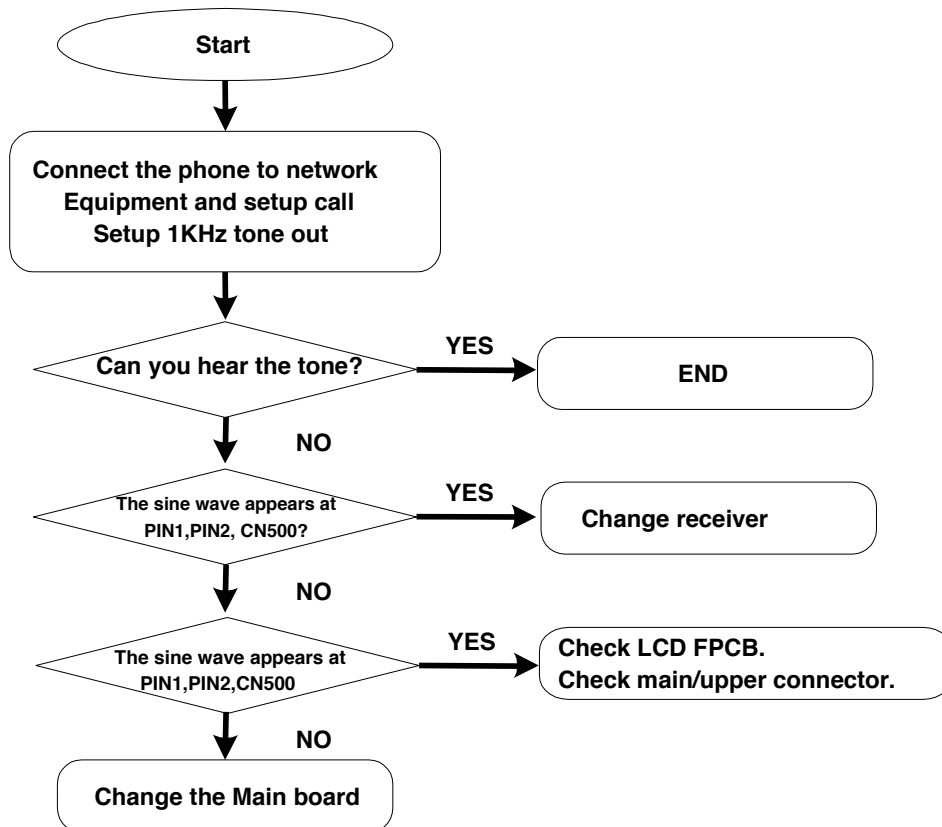 Start
Connect the phone to network
Equipment and setup call
Setup 1KHz tone out
Can you hear the tone?
YES
END
NO
The sine wave appears at
PIN1,PIN2, CN500?
YES
Change receiver
NO
The sine wave appears at
PIN1,PIN2,CN500
YES
Check LCD FPCB.
Check main/upper connector.
NO
Change the Main board